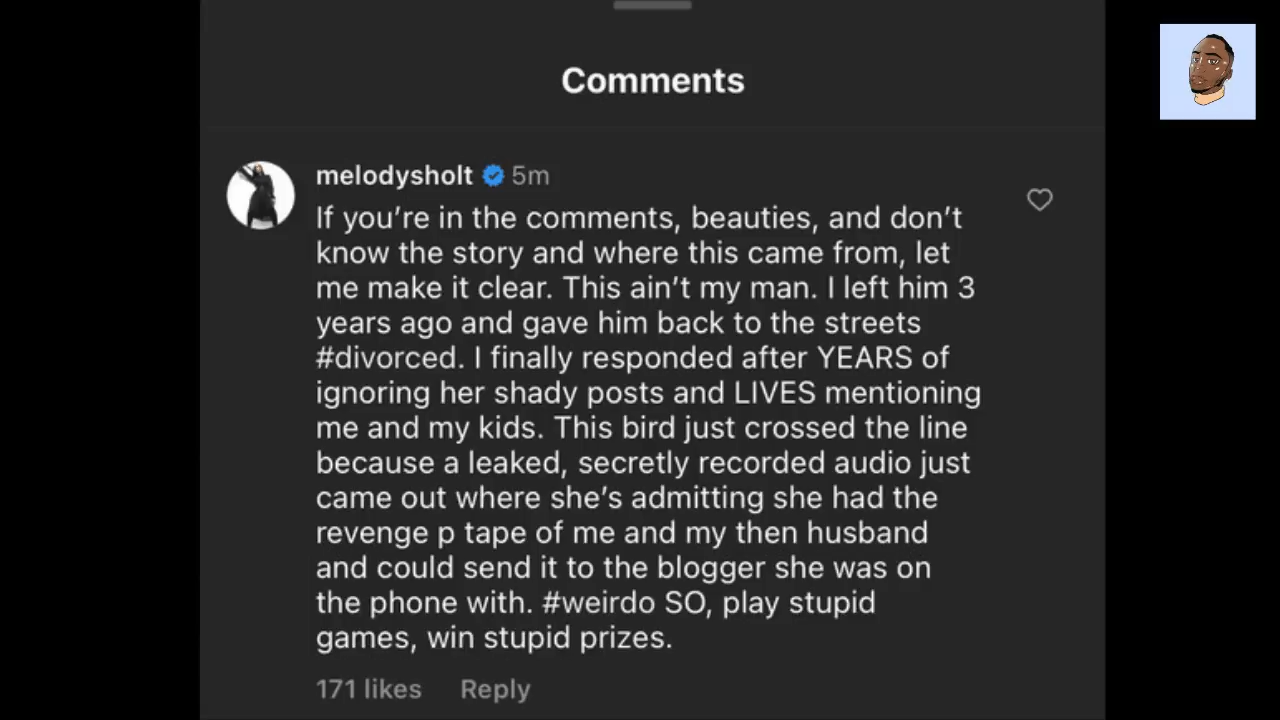 Comments
melodysholt 5m
If you’re in the comments, beauties, and don’t
know the story and where this came from, let
me make it clear. This ain’t my man. I left him 3
years ago and gave him back to the streets
#divorced. I finally responded after YEARS of
ignoring her shady posts and LIVES mentioning
me and my kids. This bird just crossed the line
because a leaked, secretly recorded audio just
came out where she’s admitting she had the
revenge p tape of me and my then husband
and could send it to the blogger she was on
the phone with. #weirdo SO, play stupid
games, win stupid prizes.
171 likes Reply